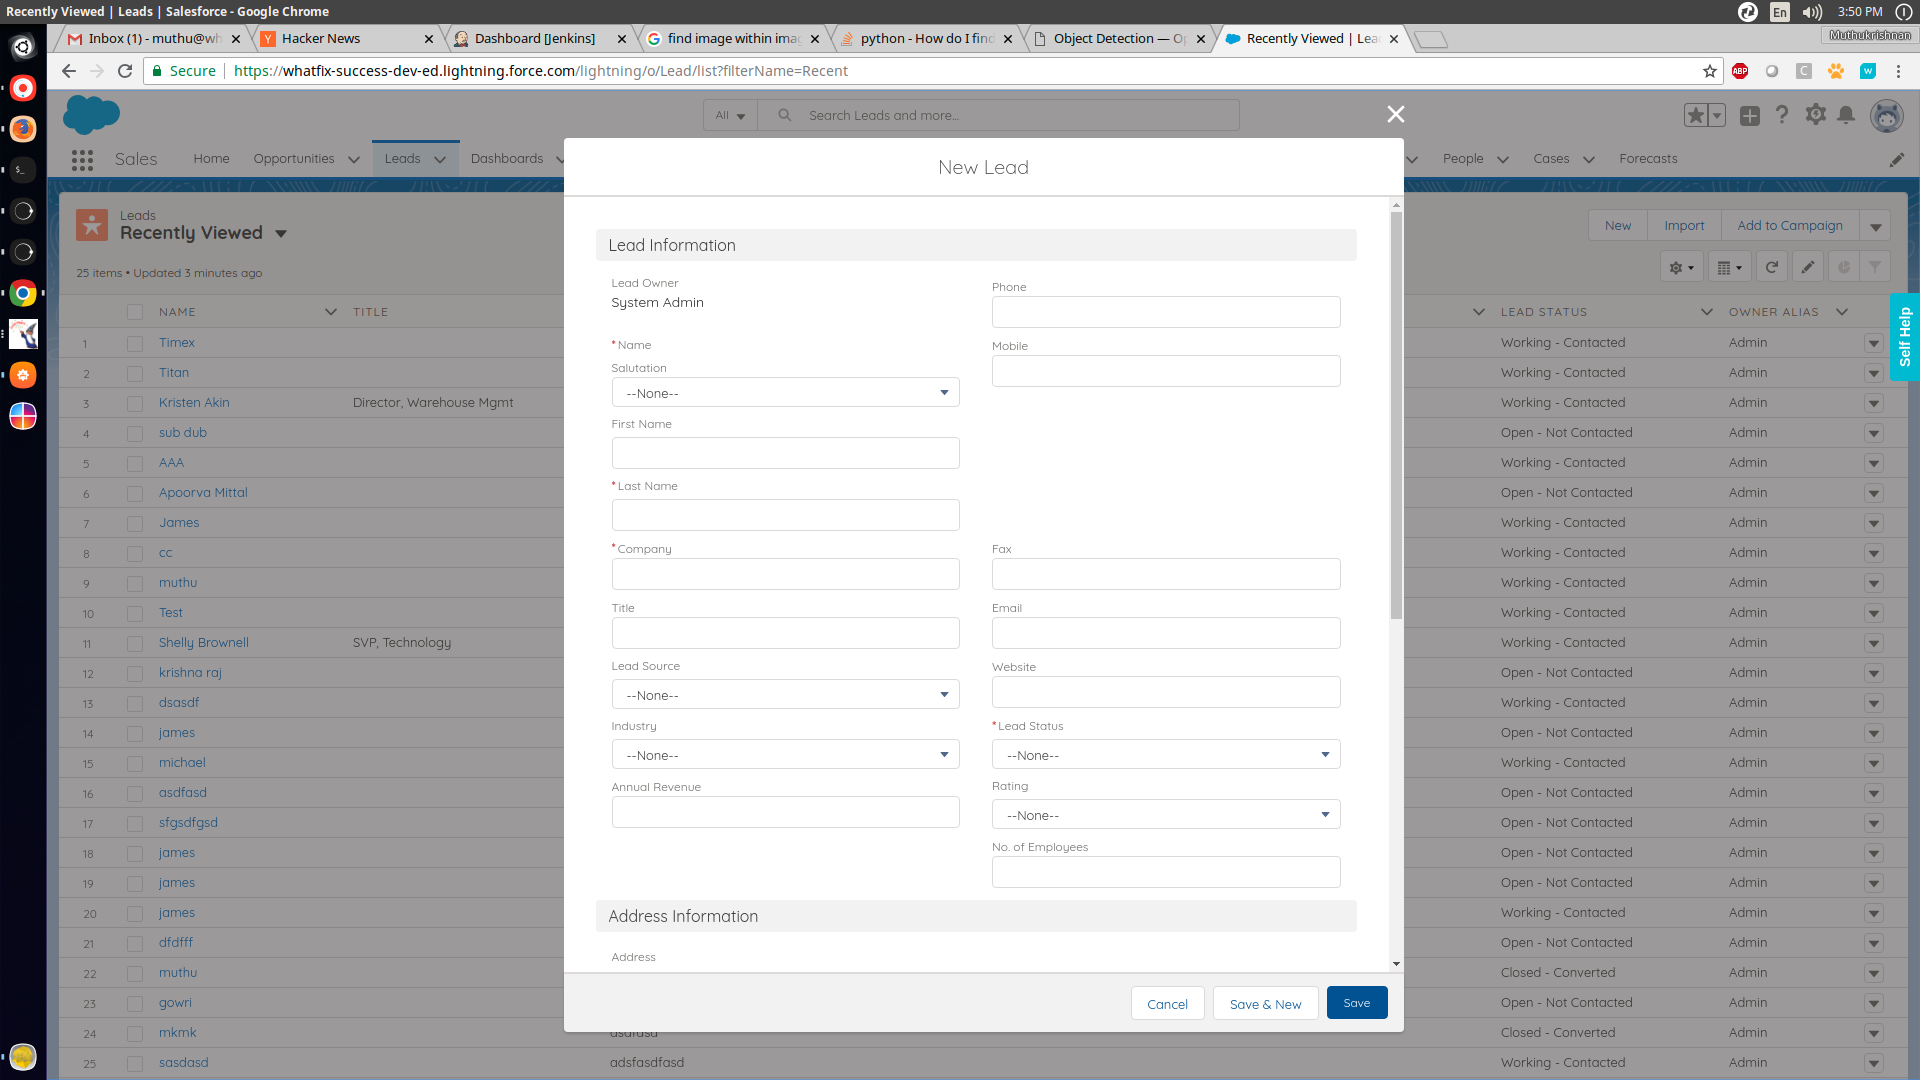 Recently Viewed | Leads | Salesforce - Google Chrome
En
3:50 PM
Inbox (1) - muthu@wh
Hacker News
Dashboard [Jenkins]
find image within ima
python - How do I find
Object Detection — Op
Recently Viewed | Lea
Muthukrishnan
Secure
https://whatfix-success-dev-ed.lightning.force.com/lightning/o/Lead/list?filterName=Recent
ABP
C
w
All
Search Leads and more...
Sales
Home
Opportunities
Leads
Dashboards
People
Cases
Forecasts
Leads
Recently Viewed
25 items • Updated 3 minutes ago
New
Import
Add to Campaign
NAME
TITLE
LEAD STATUS
OWNER ALIAS
Self Help
1 Timex Working - Contacted Admin
2 Titan Working - Contacted Admin
3 Kristen Akin Director, Warehouse Mgmt Working - Contacted Admin
4 sub dub Open - Not Contacted Admin
5 AAA Working - Contacted Admin
6 Apoorva Mittal Open - Not Contacted Admin
7 James Working - Contacted Admin
8 cc Working - Contacted Admin
9 muthu Working - Contacted Admin
10 Test Working - Contacted Admin
11 Shelly Brownell SVP, Technology Working - Contacted Admin
12 krishna raj Open - Not Contacted Admin
13 dsasdf Working - Contacted Admin
14 james Open - Not Contacted Admin
15 michael Working - Contacted Admin
16 asdfasd Open - Not Contacted Admin
17 sfgsdfgsd Open - Not Contacted Admin
18 james Open - Not Contacted Admin
19 james Open - Not Contacted Admin
20 james Working - Contacted Admin
21 dfdfff Open - Not Contacted Admin
22 muthu Closed - Converted Admin
23 gowri Open - Not Contacted Admin
24 mkmk asdfasd Closed - Converted Admin
25 sasdasd adsfasdfasd Working - Contacted Admin
New Lead
Lead Information
Lead Owner
System Admin
Phone
*Name
Mobile
Salutation
--None--
First Name
*Last Name
*Company
Fax
Title
Email
Lead Source
--None--
Website
Industry
--None--
*Lead Status
--None--
Annual Revenue
Rating
--None--
No. of Employees
Address Information
Address
Cancel
Save & New
Save